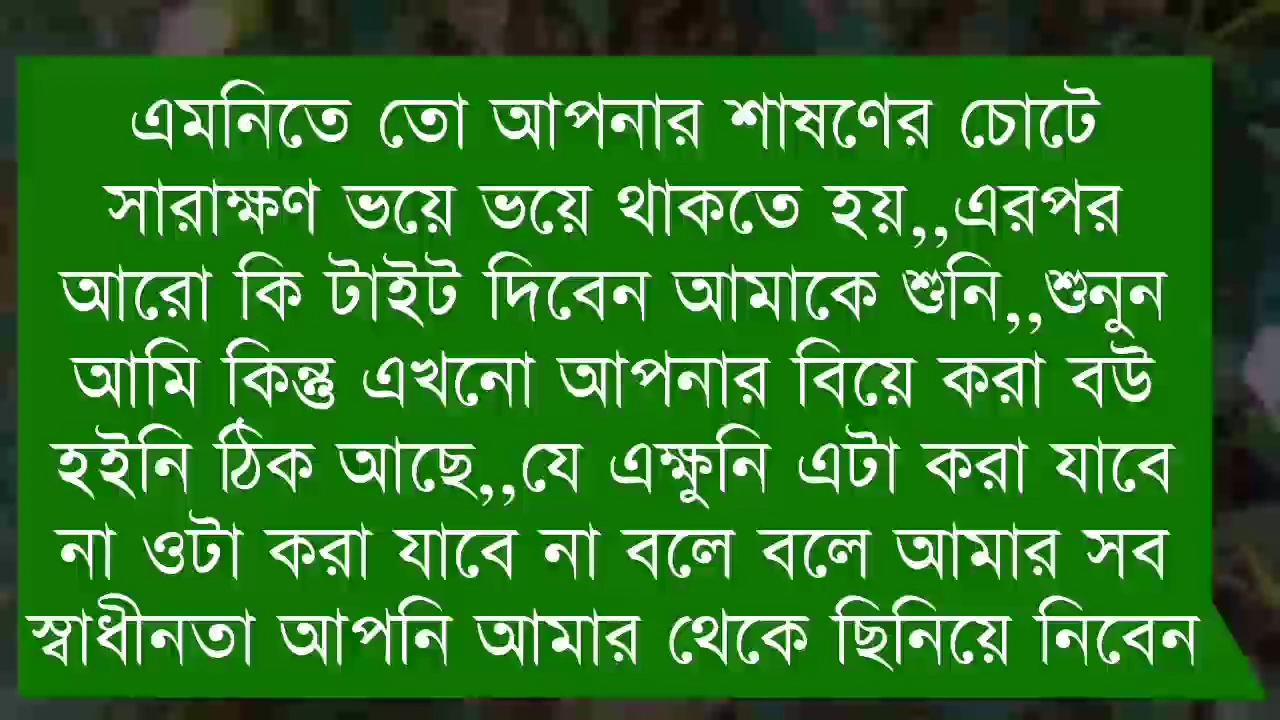 এমনিতে তো আপনার শাষণের চোটে
সারাক্ষণ ভয়ে ভয়ে থাকতে হয়,,এরপর
আরো কি টাইট দিবেন আমাকে শুনি,,শুনুন
আমি কিন্তু এখনো আপনার বিয়ে করা বউ
হইনি ঠিক আছে,,যে এক্ষুনি এটা করা যাবে
না ওটা করা যাবে না বলে বলে আমার সব
স্বাধীনতা আপনি আমার থেকে ছিনিয়ে নিবেন